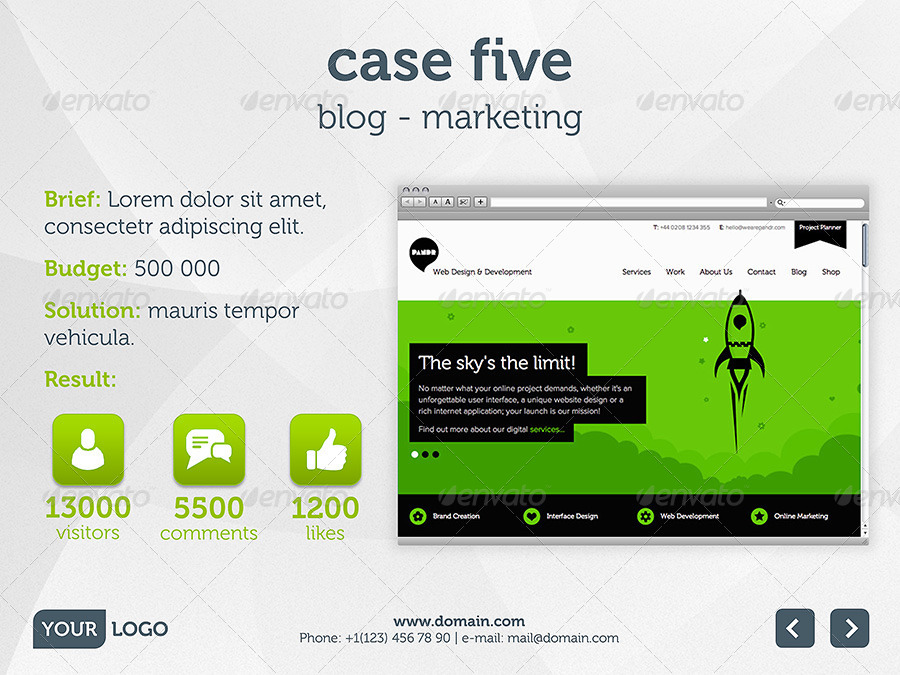 case five
blog - marketing
Brief: Lorem dolor sit amet,
consectetr adipiscing elit.
Budget: 500 000
Solution: mauris tempor
vehicula.
Result:
13000
visitors
5500
comments
1200
likes
T: +44 0208 1234 355 E: hello@wearepandr.com
Project Planner
PANDR
Web Design & Development
Services Work About Us Contact Blog Shop
The sky's the limit!
No matter what your online project demands, whether it's an
unforgettable user interface, a unique website design or a
rich internet application; your launch is our mission!
Find out more about our digital services...
Brand Creation Interface Design Web Development Online Marketing
YOUR LOGO
www.domain.com
Phone: +1(123) 456 78 90 | e-mail: mail@domain.com
envato